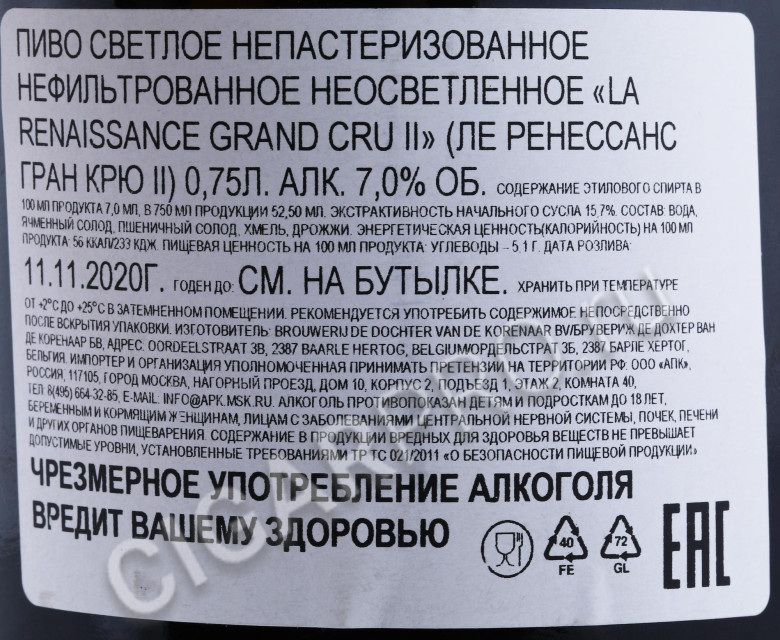 ПИВО СВЕТЛОЕ НЕПАСТЕРИЗОВАННОЕ
НЕФИЛЬТРОВАННОЕ НЕОСВЕТЛЕННОЕ «LA
RENAISSANCE GRAND CRU II» (ЛЕ РЕНЕССАНС
ГРАН КРЮ II) 0,75Л. АЛК. 7,0% ОБ. СОДЕРЖАНИЕ ЭТИЛОВОГО СПИРТА В
100 МЛ ПРОДУКТА 7,0 МЛ, В 750 МЛ ПРОДУКЦИИ 52,50 МЛ. ЭКСТРАКТИВНОСТЬ НАЧАЛЬНОГО СУСЛА 15,7%. СОСТАВ: ВОДА,
ЯЧМЕННЫЙ СОЛОД, ПШЕНИЧНЫЙ СОЛОД, ХМЕЛЬ, ДРОЖЖИ. ЭНЕРГЕТИЧЕСКАЯ ЦЕННОСТЬ(КАЛОРИЙНОСТЬ) НА 100 МЛ
ПРОДУКТА: 56 ККАЛ/233 КДЖ. ПИЩЕВАЯ ЦЕННОСТЬ НА 100 МЛ ПРОДУКТА: УГЛЕВОДЫ – 5,1 Г. ДАТА РОЗЛИВА:
11.11.2020Г. ГОДЕН ДО: СМ. НА БУТЫЛКЕ. ХРАНИТЬ ПРИ ТЕМПЕРАТУРЕ
ОТ +2°С ДО +25°С В ЗАТЕМНЕННОМ ПОМЕЩЕНИИ. РЕКОМЕНДУЕТСЯ УПОТРЕБИТЬ СОДЕРЖИМОЕ НЕПОСРЕДСТВЕННО
ПОСЛЕ ВСКРЫТИЯ УПАКОВКИ. ИЗГОТОВИТЕЛЬ: BROUWERIJ DE DOCHTER VAN DE KORENAAR BV/БРУВЕРИЖ ДЕ ДОХТЕР ВАН
ДЕ КОРЕНААР БВ, АДРЕС: OORDEELSTRAAT 3B, 2387 BAARLE HERTOG, BELGIUM/ОРДЕЛЬСТРАТ 3Б, 2387 БАРЛЕ ХЕРТОГ,
БЕЛЬГИЯ. ИМПОРТЕР И ОРГАНИЗАЦИЯ УПОЛНОМОЧЕННАЯ ПРИНИМАТЬ ПРЕТЕНЗИИ НА ТЕРРИТОРИИ РФ: ООО «АПК»,
РОССИЯ, 117105, ГОРОД МОСКВА, НАГОРНЫЙ ПРОЕЗД, ДОМ 10, КОРПУС 2, ПОДЪЕЗД 1, ЭТАЖ 2, КОМНАТА 40,
ТЕЛ. 8(495) 664-32-85, E-MAIL: INFO@APK.MSK.RU. АЛКОГОЛЬ ПРОТИВОПОКАЗАН ДЕТЯМ И ПОДРОСТКАМ ДО 18 ЛЕТ,
БЕРЕМЕННЫМ И КОРМЯЩИМ ЖЕНЩИНАМ, ЛИЦАМ С ЗАБОЛЕВАНИЯМИ ЦЕНТРАЛЬНОЙ НЕРВНОЙ СИСТЕМЫ, ПОЧЕК, ПЕЧЕНИ
И ДРУГИХ ОРГАНОВ ПИЩЕВАРЕНИЯ. СОДЕРЖАНИЕ В ПРОДУКЦИИ ВРЕДНЫХ ДЛЯ ЗДОРОВЬЯ ВЕЩЕСТВ НЕ ПРЕВЫШАЕТ
ДОПУСТИМЫЕ УРОВНИ, УСТАНОВЛЕННЫЕ ТРЕБОВАНИЯМИ ТР ТС 021/2011 «О БЕЗОПАСНОСТИ ПИЩЕВОЙ ПРОДУКЦИИ»
ЧРЕЗМЕРНОЕ УПОТРЕБЛЕНИЕ АЛКОГОЛЯ
ВРЕДИТ ВАШЕМУ ЗДОРОВЬЮ
40 FE
72 GL
EAC
CIGARPRO.RU